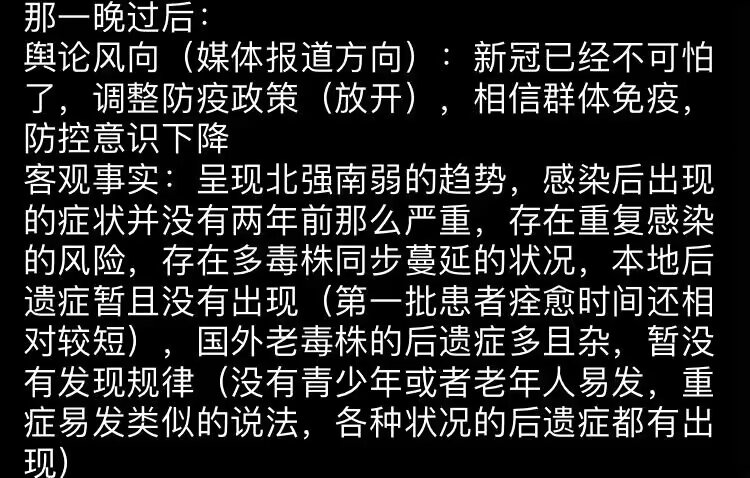 那一晚过后：
舆论风向（媒体报道方向）：新冠已经不可怕
了，调整防疫政策（放开），相信群体免疫，
防控意识下降
客观事实：呈现北强南弱的趋势，感染后出现
的症状并没有两年前那么严重，存在重复感染
的风险，存在多毒株同步蔓延的状况，本地后
遗症暂且没有出现（第一批患者痊愈时间还相
对较短），国外老毒株的后遗症多且杂，暂没
有发现规律（没有青少年或者老年人易发，重
症易发类似的说法，各种状况的后遗症都有出
现）